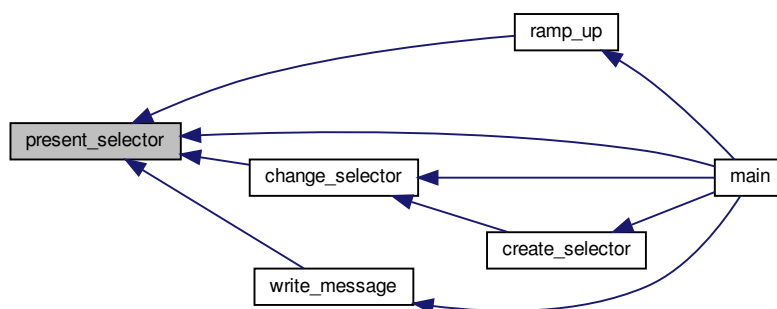 ramp_up
present_selector
main
change_selector
create_selector
write_message